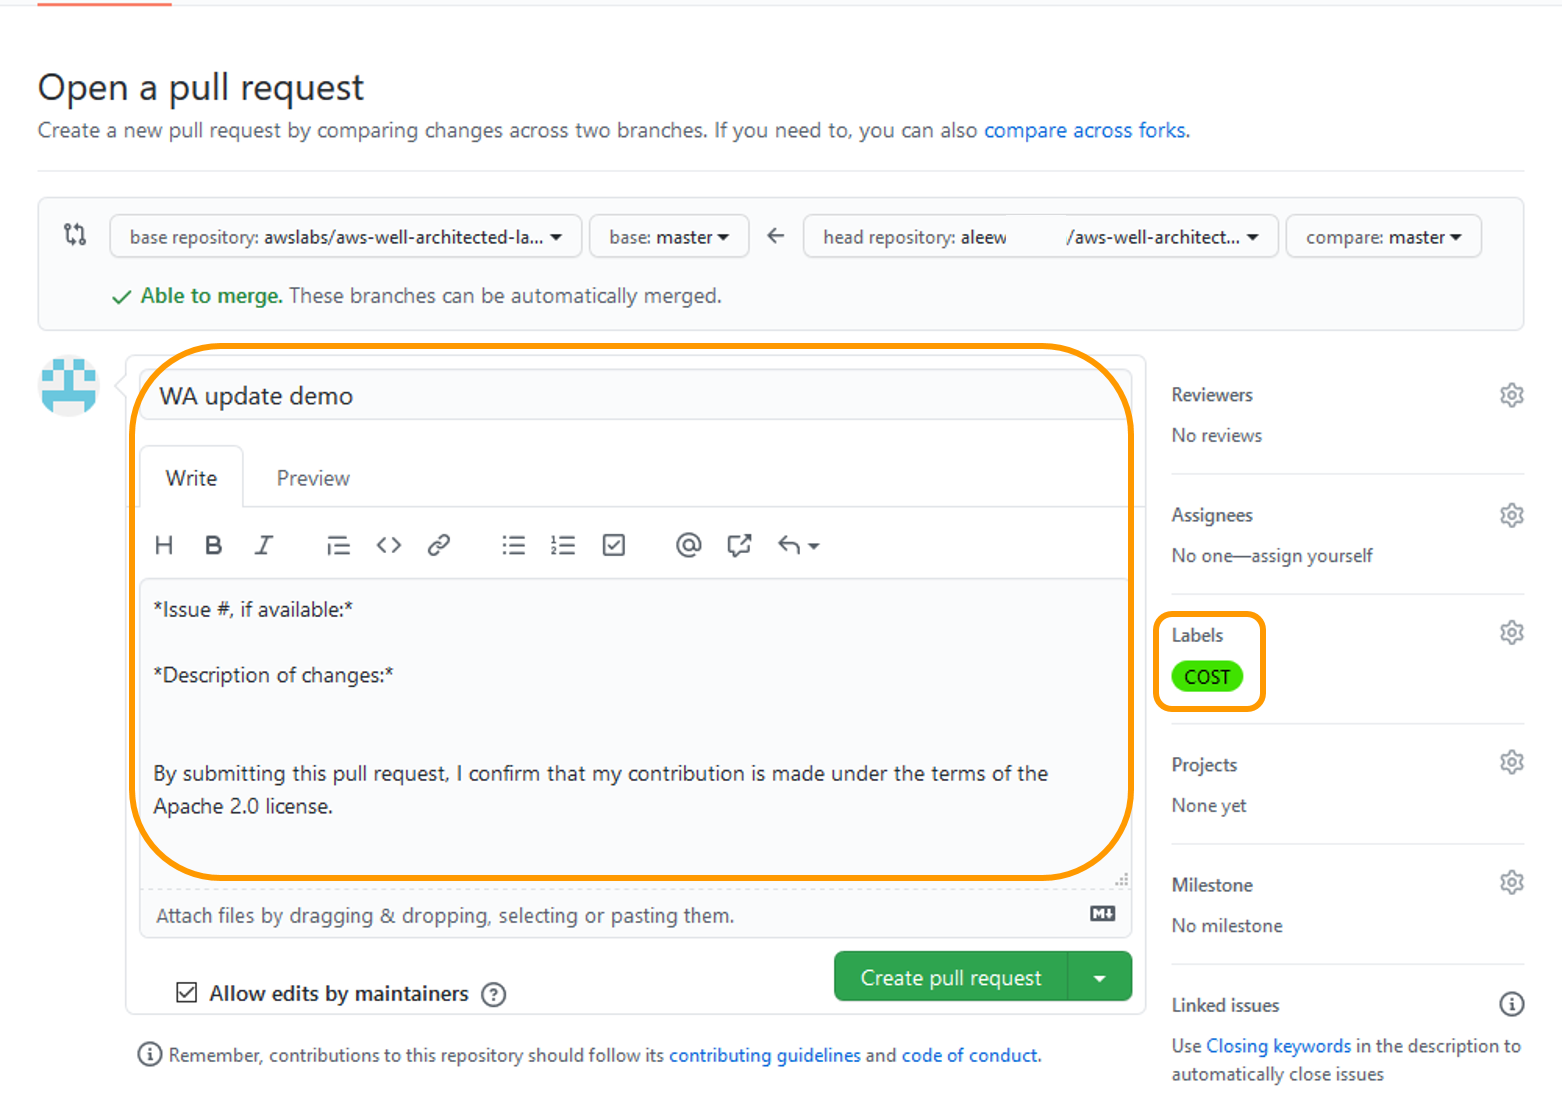 Open a pull request
Create a new pull request by comparing changes across two branches. If you need to, you can also compare across forks.
base repository: awslabs/aws-well-architected-la... base: master head repository: aleew /aws-well-architect... compare: master
Able to merge. These branches can be automatically merged.
WA update demo
Write Preview
H B I @
*Issue #, if available:*
*Description of changes:*
By submitting this pull request, I confirm that my contribution is made under the terms of the
Apache 2.0 license.
Attach files by dragging & dropping, selecting or pasting them.
Allow edits by maintainers
Create pull request
Remember, contributions to this repository should follow its contributing guidelines and code of conduct.
Reviewers
No reviews
Assignees
No one—assign yourself
Labels
COST
Projects
None yet
Milestone
No milestone
Linked issues
Use Closing keywords in the description to
automatically close issues